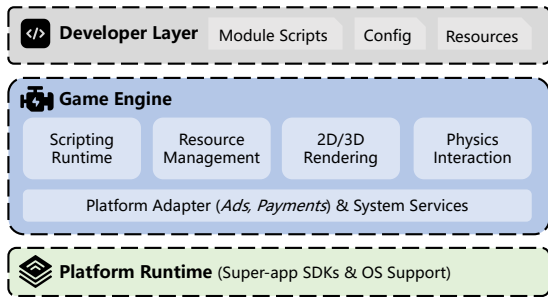 </> Developer Layer Module Scripts Config Resources
Game Engine
Scripting Runtime
Resource Management
2D/3D Rendering
Physics Interaction
Platform Adapter (Ads, Payments) & System Services
Platform Runtime (Super-app SDKs & OS Support)